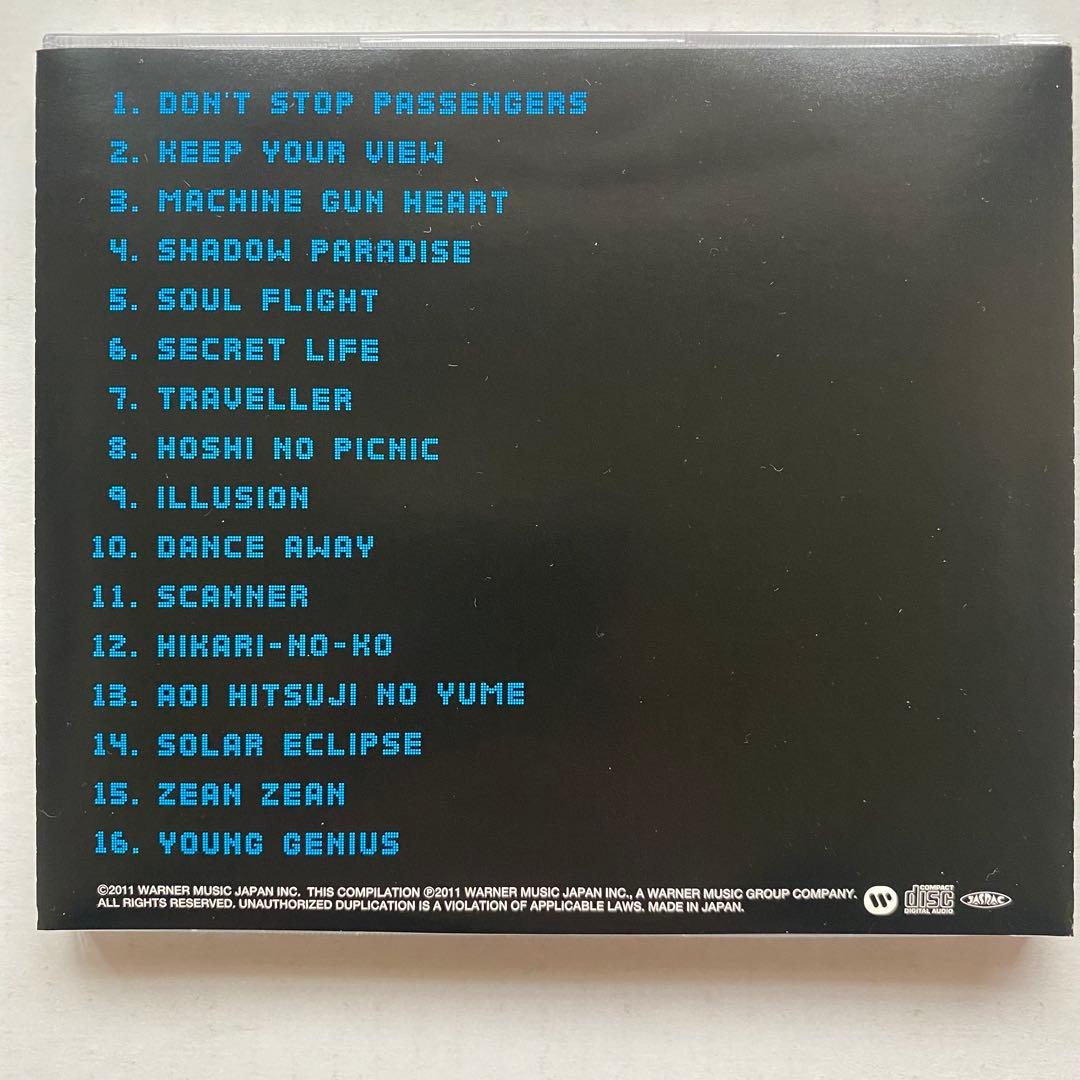 1. DON'T STOP PASSENGERS
2. KEEP YOUR VIEW
3. MACHINE GUN HEART
4. SHADOW PARADISE
5. SOUL FLIGHT
6. SECRET LIFE
7. TRAVELLER
8. HOSHI NO PICNIC
9. ILLUSION
10. DANCE AWAY
11. SCANNER
12. HIKARI-NO-KO
13. AOI HITSUJI NO YUME
14. SOLAR ECLIPSE
15. ZEAN ZEAN
16. YOUNG GENIUS
©2011 WARNER MUSIC JAPAN INC. THIS COMPILATION ℗2011 WARNER MUSIC JAPAN INC., A WARNER MUSIC GROUP COMPANY.
ALL RIGHTS RESERVED. UNAUTHORIZED DUPLICATION IS A VIOLATION OF APPLICABLE LAWS. MADE IN JAPAN.
COMPACT
disc
DIGITAL AUDIO
JASRAC